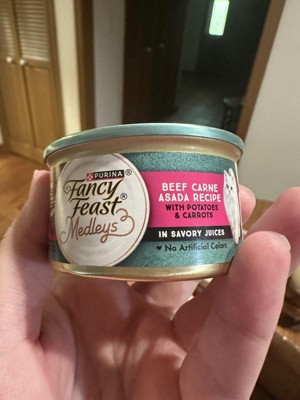 PURINA®
Fancy
Feast®
Medleys
BEEF CARNE
ASADA RECIPE
WITH POTATOES
& CARROTS
IN SAVORY JUICES
♥ No Artificial Colors